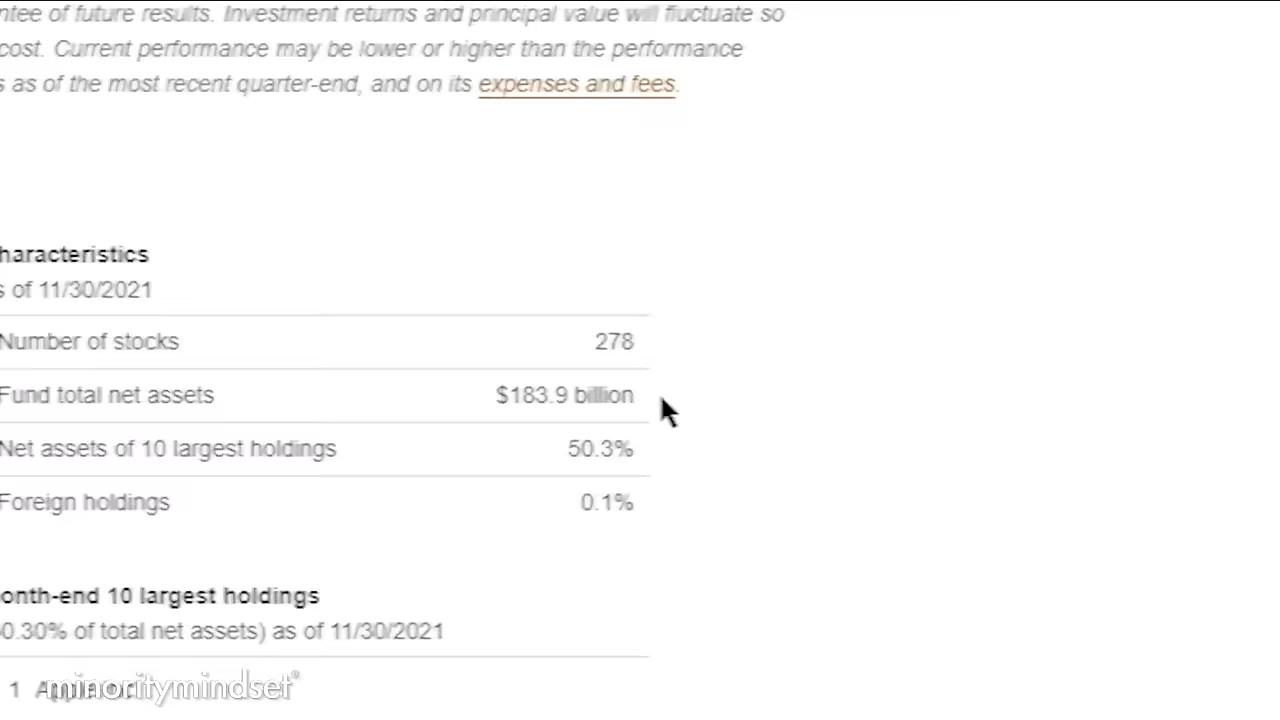 ntee of future results. Investment returns and principal value will fluctuate so
cost. Current performance may be lower or higher than the performance
s as of the most recent quarter-end, and on its expenses and fees.
haracteristics
s of 11/30/2021
Number of stocks 278
Fund total net assets $183.9 billion
Net assets of 10 largest holdings 50.3%
Foreign holdings 0.1%
onth-end 10 largest holdings
0.30% of total net assets) as of 11/30/2021
1
minoritymindset®